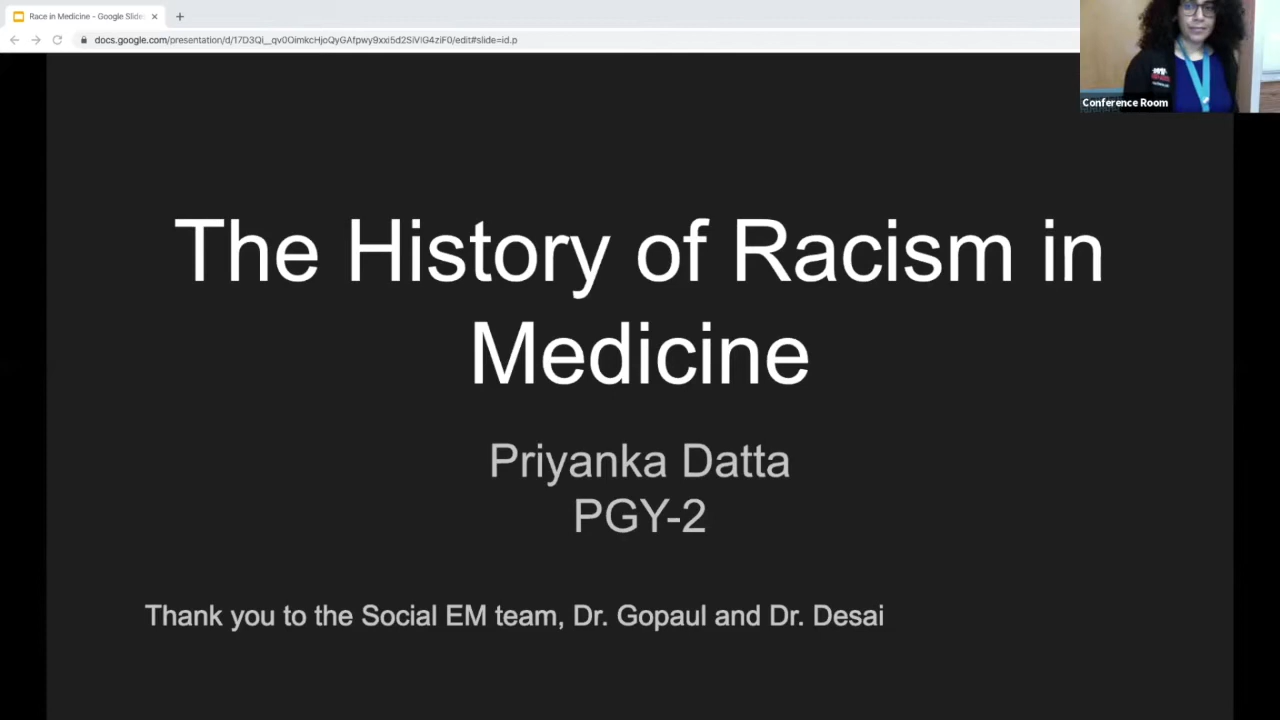 Race in Medicine - Google Slide
docs.google.com/presentation/d/17D3Qi__qv0OimkcHjoQyGAfpwy9xxi5d2SiVlG4ziF0/edit#slide=id.p
Conference Room
The History of Racism in
Medicine
Priyanka Datta
PGY-2
Thank you to the Social EM team, Dr. Gopaul and Dr. Desai